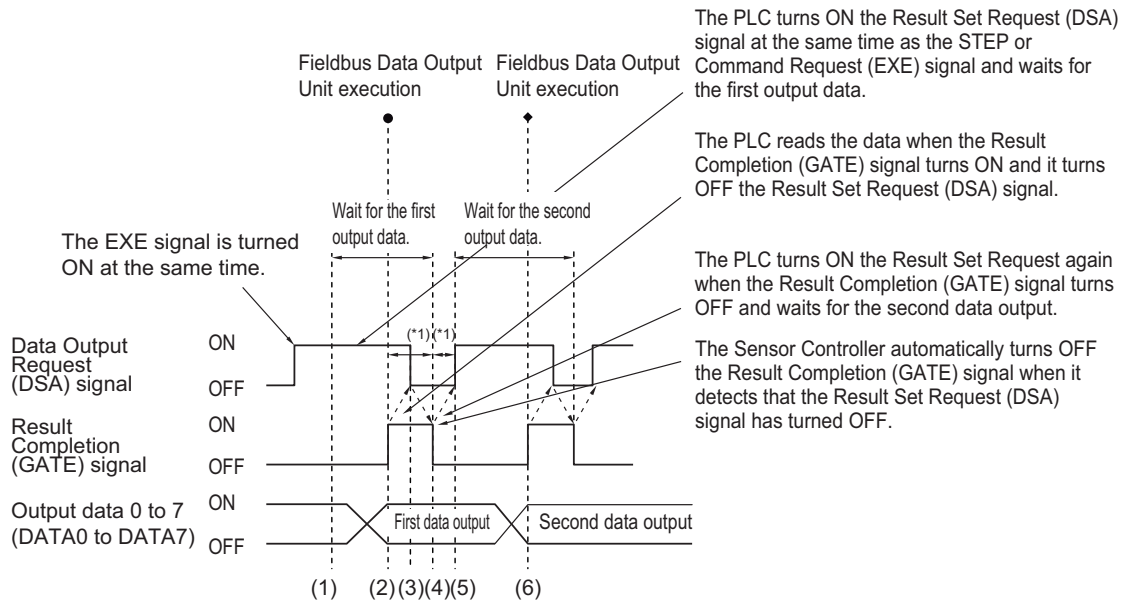 The PLC turns ON the Result Set Request (DSA)
signal at the same time as the STEP or
Command Request (EXE) signal and waits for
the first output data.
Fieldbus Data Output
Unit execution
Fieldbus Data Output
Unit execution
The PLC reads the data when the Result
Completion (GATE) signal turns ON and it turns
OFF the Result Set Request (DSA) signal.
Wait for the first
output data.
Wait for the second
output data.
The EXE signal is turned
ON at the same time.
The PLC turns ON the Result Set Request again
when the Result Completion (GATE) signal turns
OFF and waits for the second data output.
(*1) (*1)
Data Output
Request
(DSA) signal
ON
OFF
The Sensor Controller automatically turns OFF
the Result Completion (GATE) signal when it
detects that the Result Set Request (DSA)
signal has turned OFF.
Result
Completion
(GATE) signal
ON
OFF
Output data 0 to 7
(DATA0 to DATA7)
ON
OFF
First data output
Second data output
(1) (2) (3) (4) (5) (6)